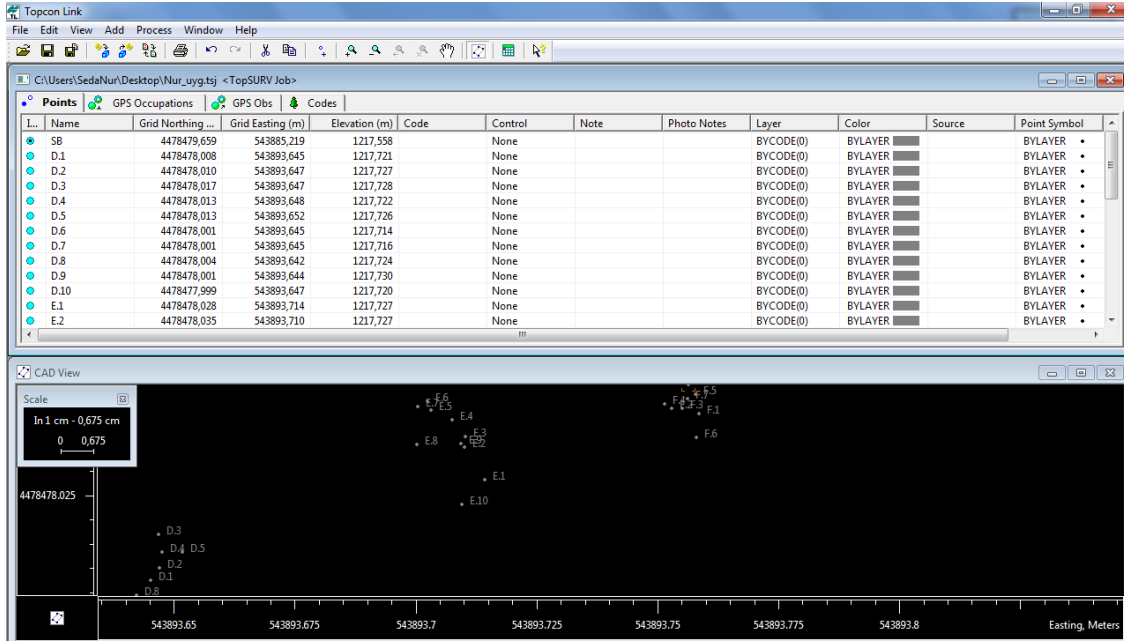 Topcon Link
File Edit View Add Process Window Help
C:\Users\SedaNur\Desktop\Nur_uyg.tsj <TopSURV Job>
Points GPS Occupations GPS Obs Codes
I... Name Grid Northing ... Grid Easting (m) Elevation (m) Code Control Note Photo Notes Layer Color Source Point Symbol
SB 4478479,659 543885,219 1217,558 None BYCODE(0) BYLAYER BYLAYER
D.1 4478478,008 543893,645 1217,721 None BYCODE(0) BYLAYER BYLAYER
D.2 4478478,010 543893,647 1217,727 None BYCODE(0) BYLAYER BYLAYER
D.3 4478478,017 543893,647 1217,728 None BYCODE(0) BYLAYER BYLAYER
D.4 4478478,013 543893,648 1217,722 None BYCODE(0) BYLAYER BYLAYER
D.5 4478478,013 543893,652 1217,726 None BYCODE(0) BYLAYER BYLAYER
D.6 4478478,001 543893,645 1217,714 None BYCODE(0) BYLAYER BYLAYER
D.7 4478478,001 543893,645 1217,716 None BYCODE(0) BYLAYER BYLAYER
D.8 4478478,004 543893,642 1217,724 None BYCODE(0) BYLAYER BYLAYER
D.9 4478478,001 543893,644 1217,730 None BYCODE(0) BYLAYER BYLAYER
D.10 4478477,999 543893,647 1217,720 None BYCODE(0) BYLAYER BYLAYER
E.1 4478478,028 543893,714 1217,727 None BYCODE(0) BYLAYER BYLAYER
E.2 4478478,035 543893,710 1217,727 None BYCODE(0) BYLAYER BYLAYER
CAD View
Scale
In 1 cm - 0,675 cm
0 0,675
E.6 F.5
E.7 E.5 F.4 F.3 F.7
E.4 F.1
E.3 F.6
E.8 E.9 E.2
E.1
4478478.025
E.10
D.3
D.4 D.5
D.2
D.1
D.8
543893.65 543893.675 543893.7 543893.725 543893.75 543893.775 543893.8 Easting, Meters